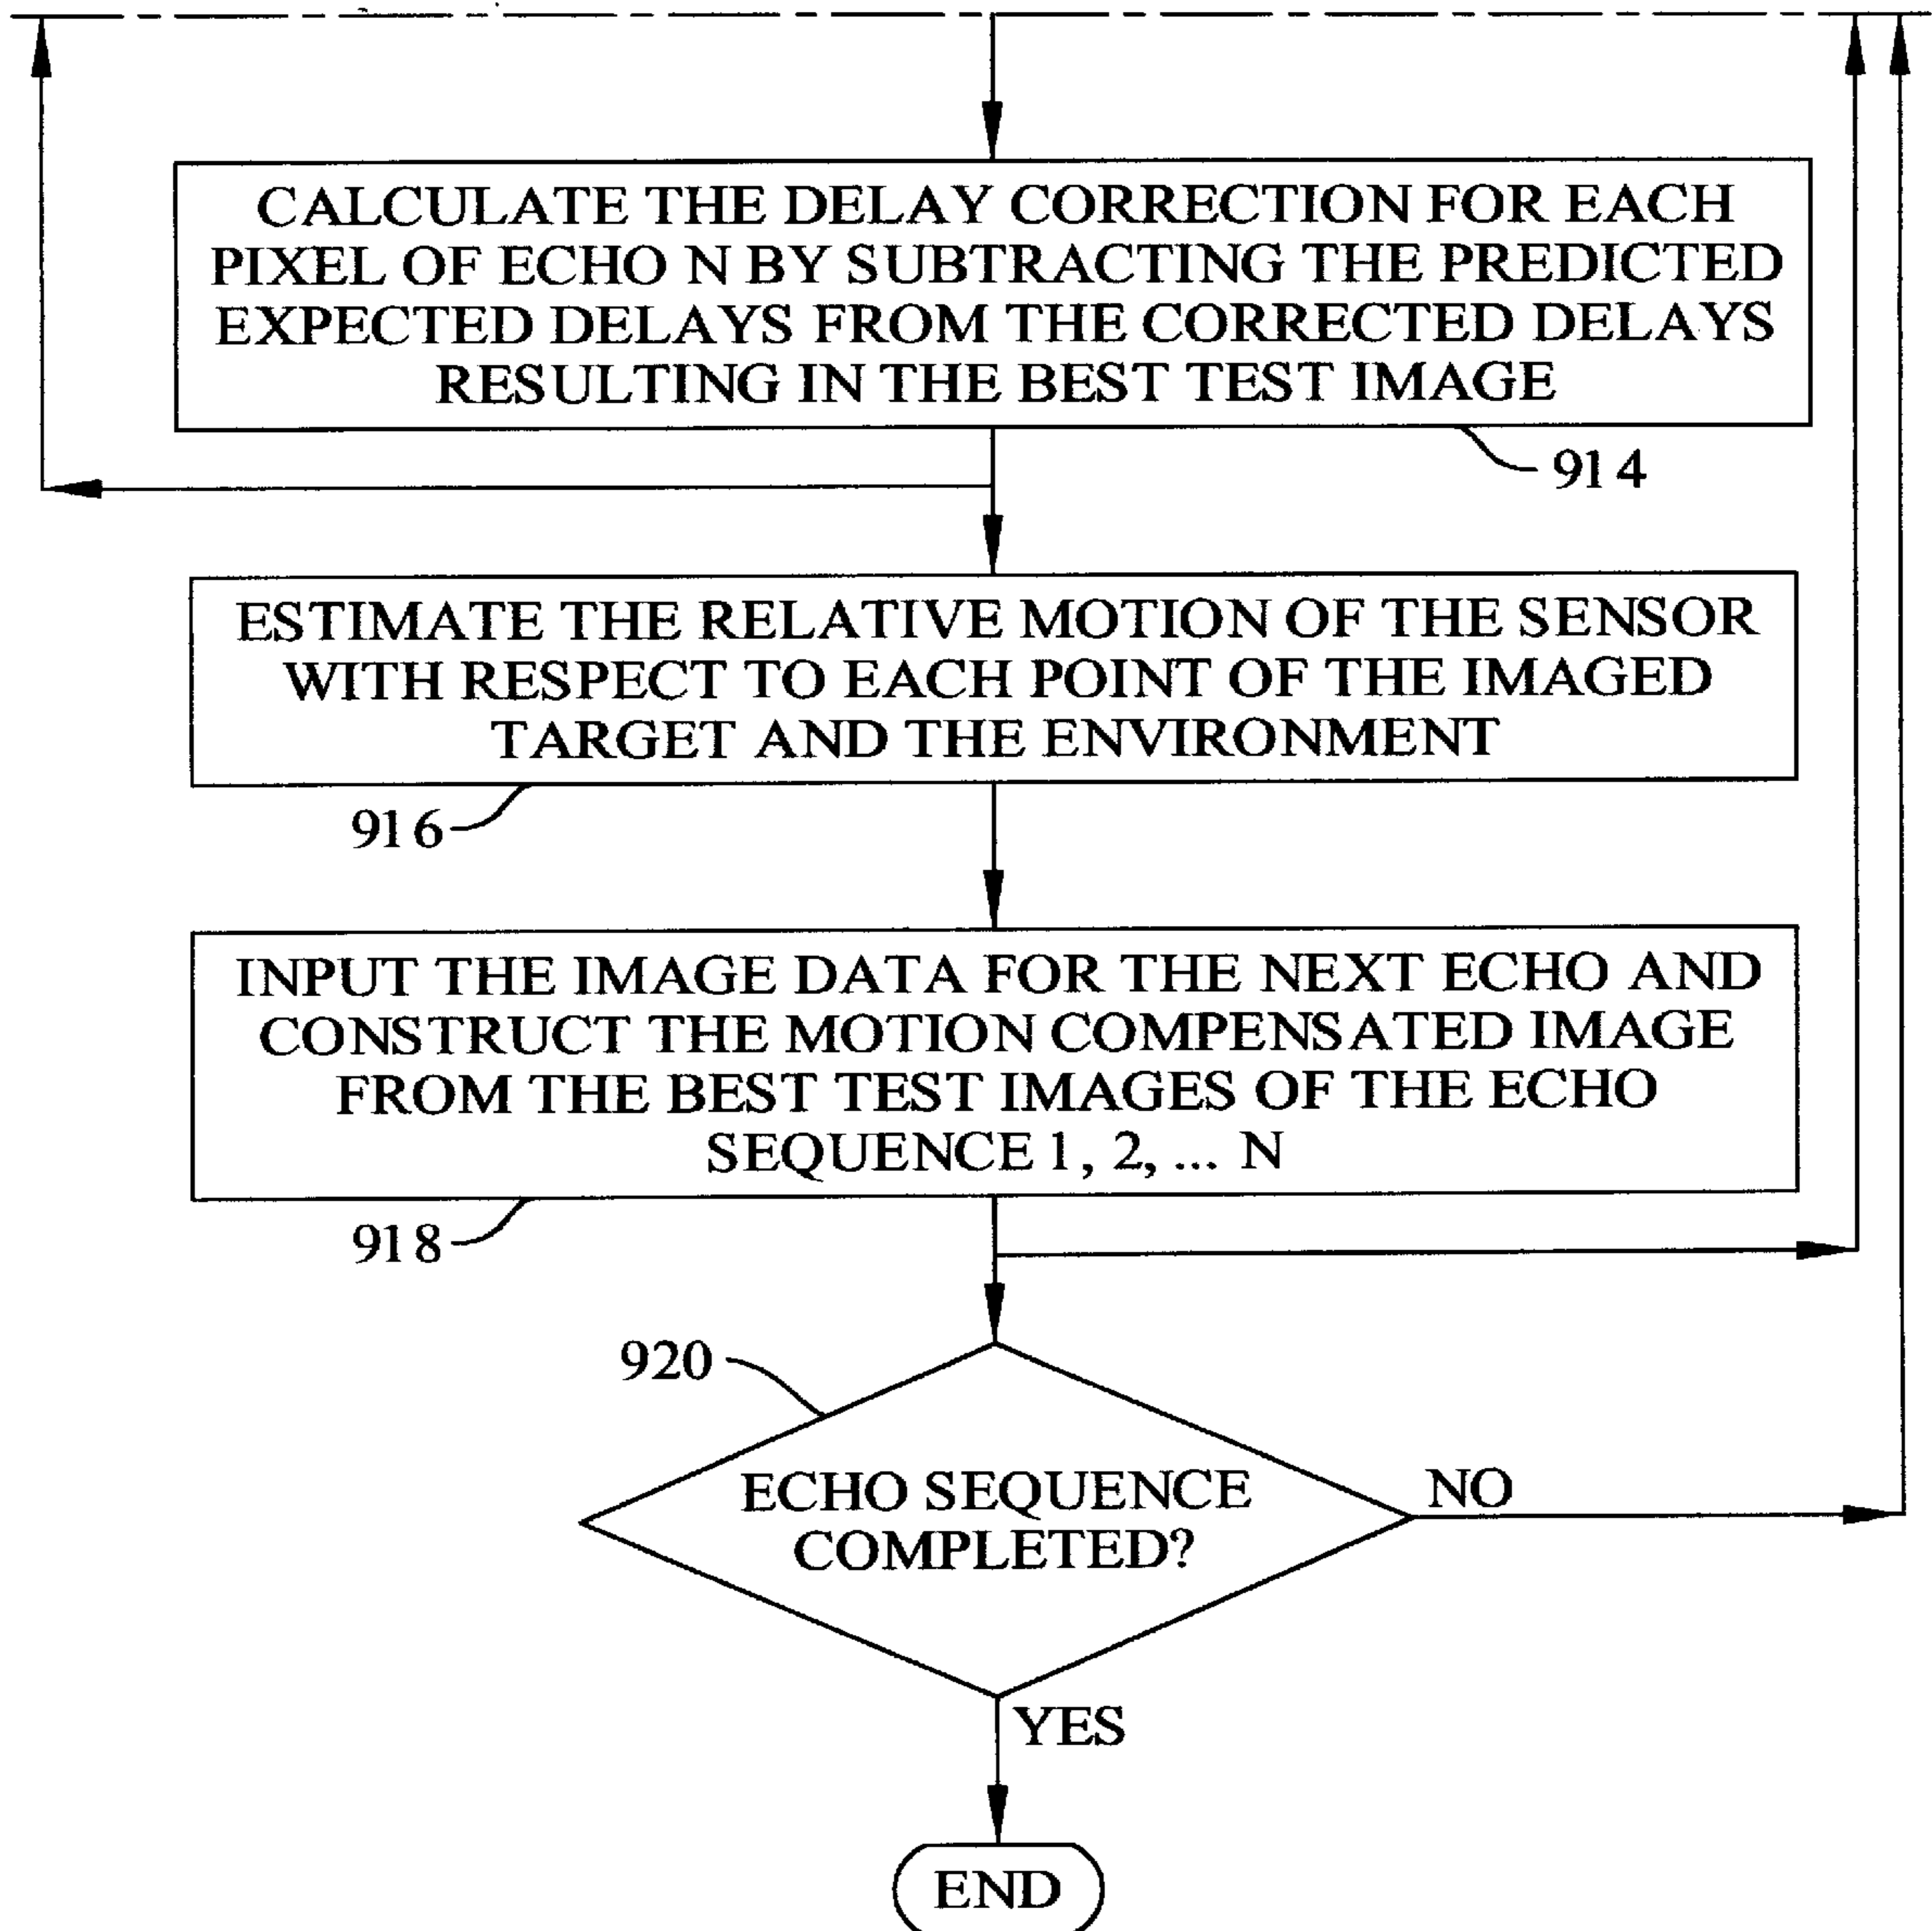 CALCULATE THE DELAY CORRECTION FOR EACH
PIXEL OF ECHO N BY SUBTRACTING THE PREDICTED
EXPECTED DELAYS FROM THE CORRECTED DELAYS
RESULTING IN THE BEST TEST IMAGE
914
ESTIMATE THE RELATIVE MOTION OF THE SENSOR
WITH RESPECT TO EACH POINT OF THE IMAGED
TARGET AND THE ENVIRONMENT
916
INPUT THE IMAGE DATA FOR THE NEXT ECHO AND
CONSTRUCT THE MOTION COMPENSATED IMAGE
FROM THE BEST TEST IMAGES OF THE ECHO
SEQUENCE 1, 2, ... N
918
920
ECHO SEQUENCE
COMPLETED?
NO
YES
END